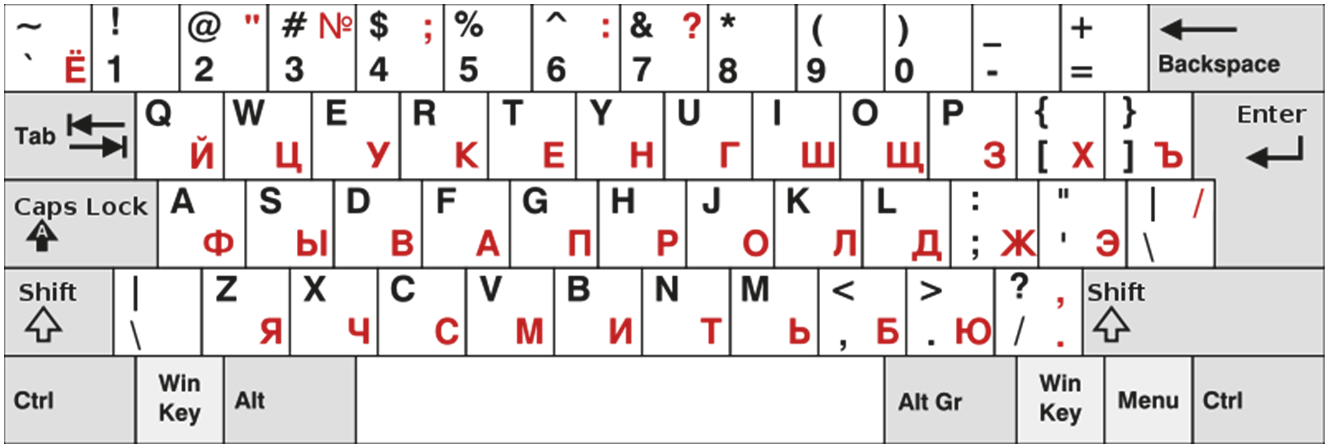 ~ ! @ " # № $ ; % ^ : & ? * ( ) _ +
` Ё 1 2 3 4 5 6 7 8 9 0 - = Backspace
Tab Q W E R T Y U I O P { } Enter
Й Ц У К Е Н Г Ш Щ З [ Х ] Ъ
Caps Lock A S D F G H J K L : " | /
A Ф Ы В А П Р О Л Д ; Ж ' Э \
Shift | Z X C V B N M < > ? , Shift
\ Я Ч С М И Т Ь , Б . Ю / .
Ctrl Win Key Alt Alt Gr Win Key Menu Ctrl